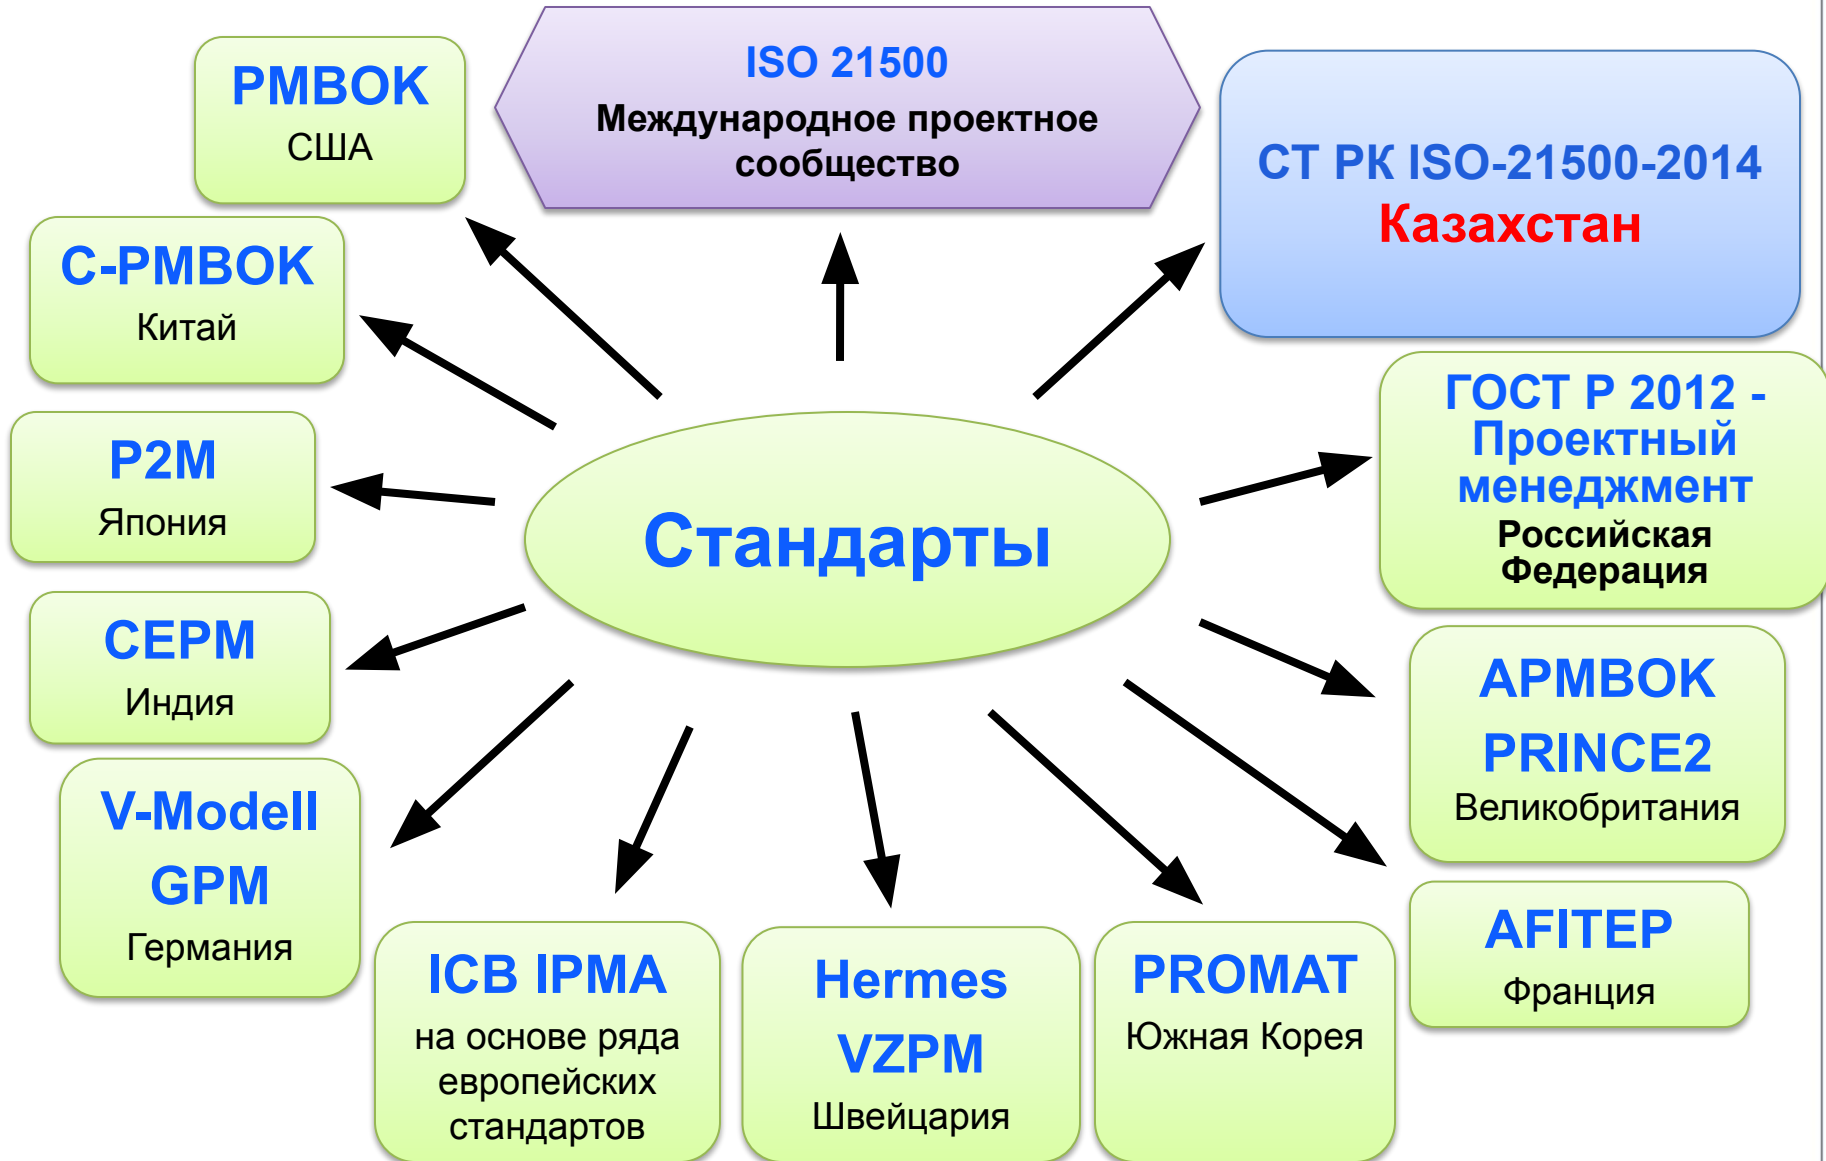 PMBOK
США
ISO 21500
Международное проектное
сообщество
СТ РК ISO-21500-2014
Казахстан
C-PMBOK
Китай
ГОСТ Р 2012 -
Проектный
менеджмент
Российская
Федерация
P2M
Япония
Стандарты
CEPM
Индия
APMBOK
PRINCE2
Великобритания
V-Modell
GPM
Германия
AFITEP
Франция
ICB IPMA
на основе ряда
европейских
стандартов
Hermes
VZPM
Швейцария
PROMAT
Южная Корея